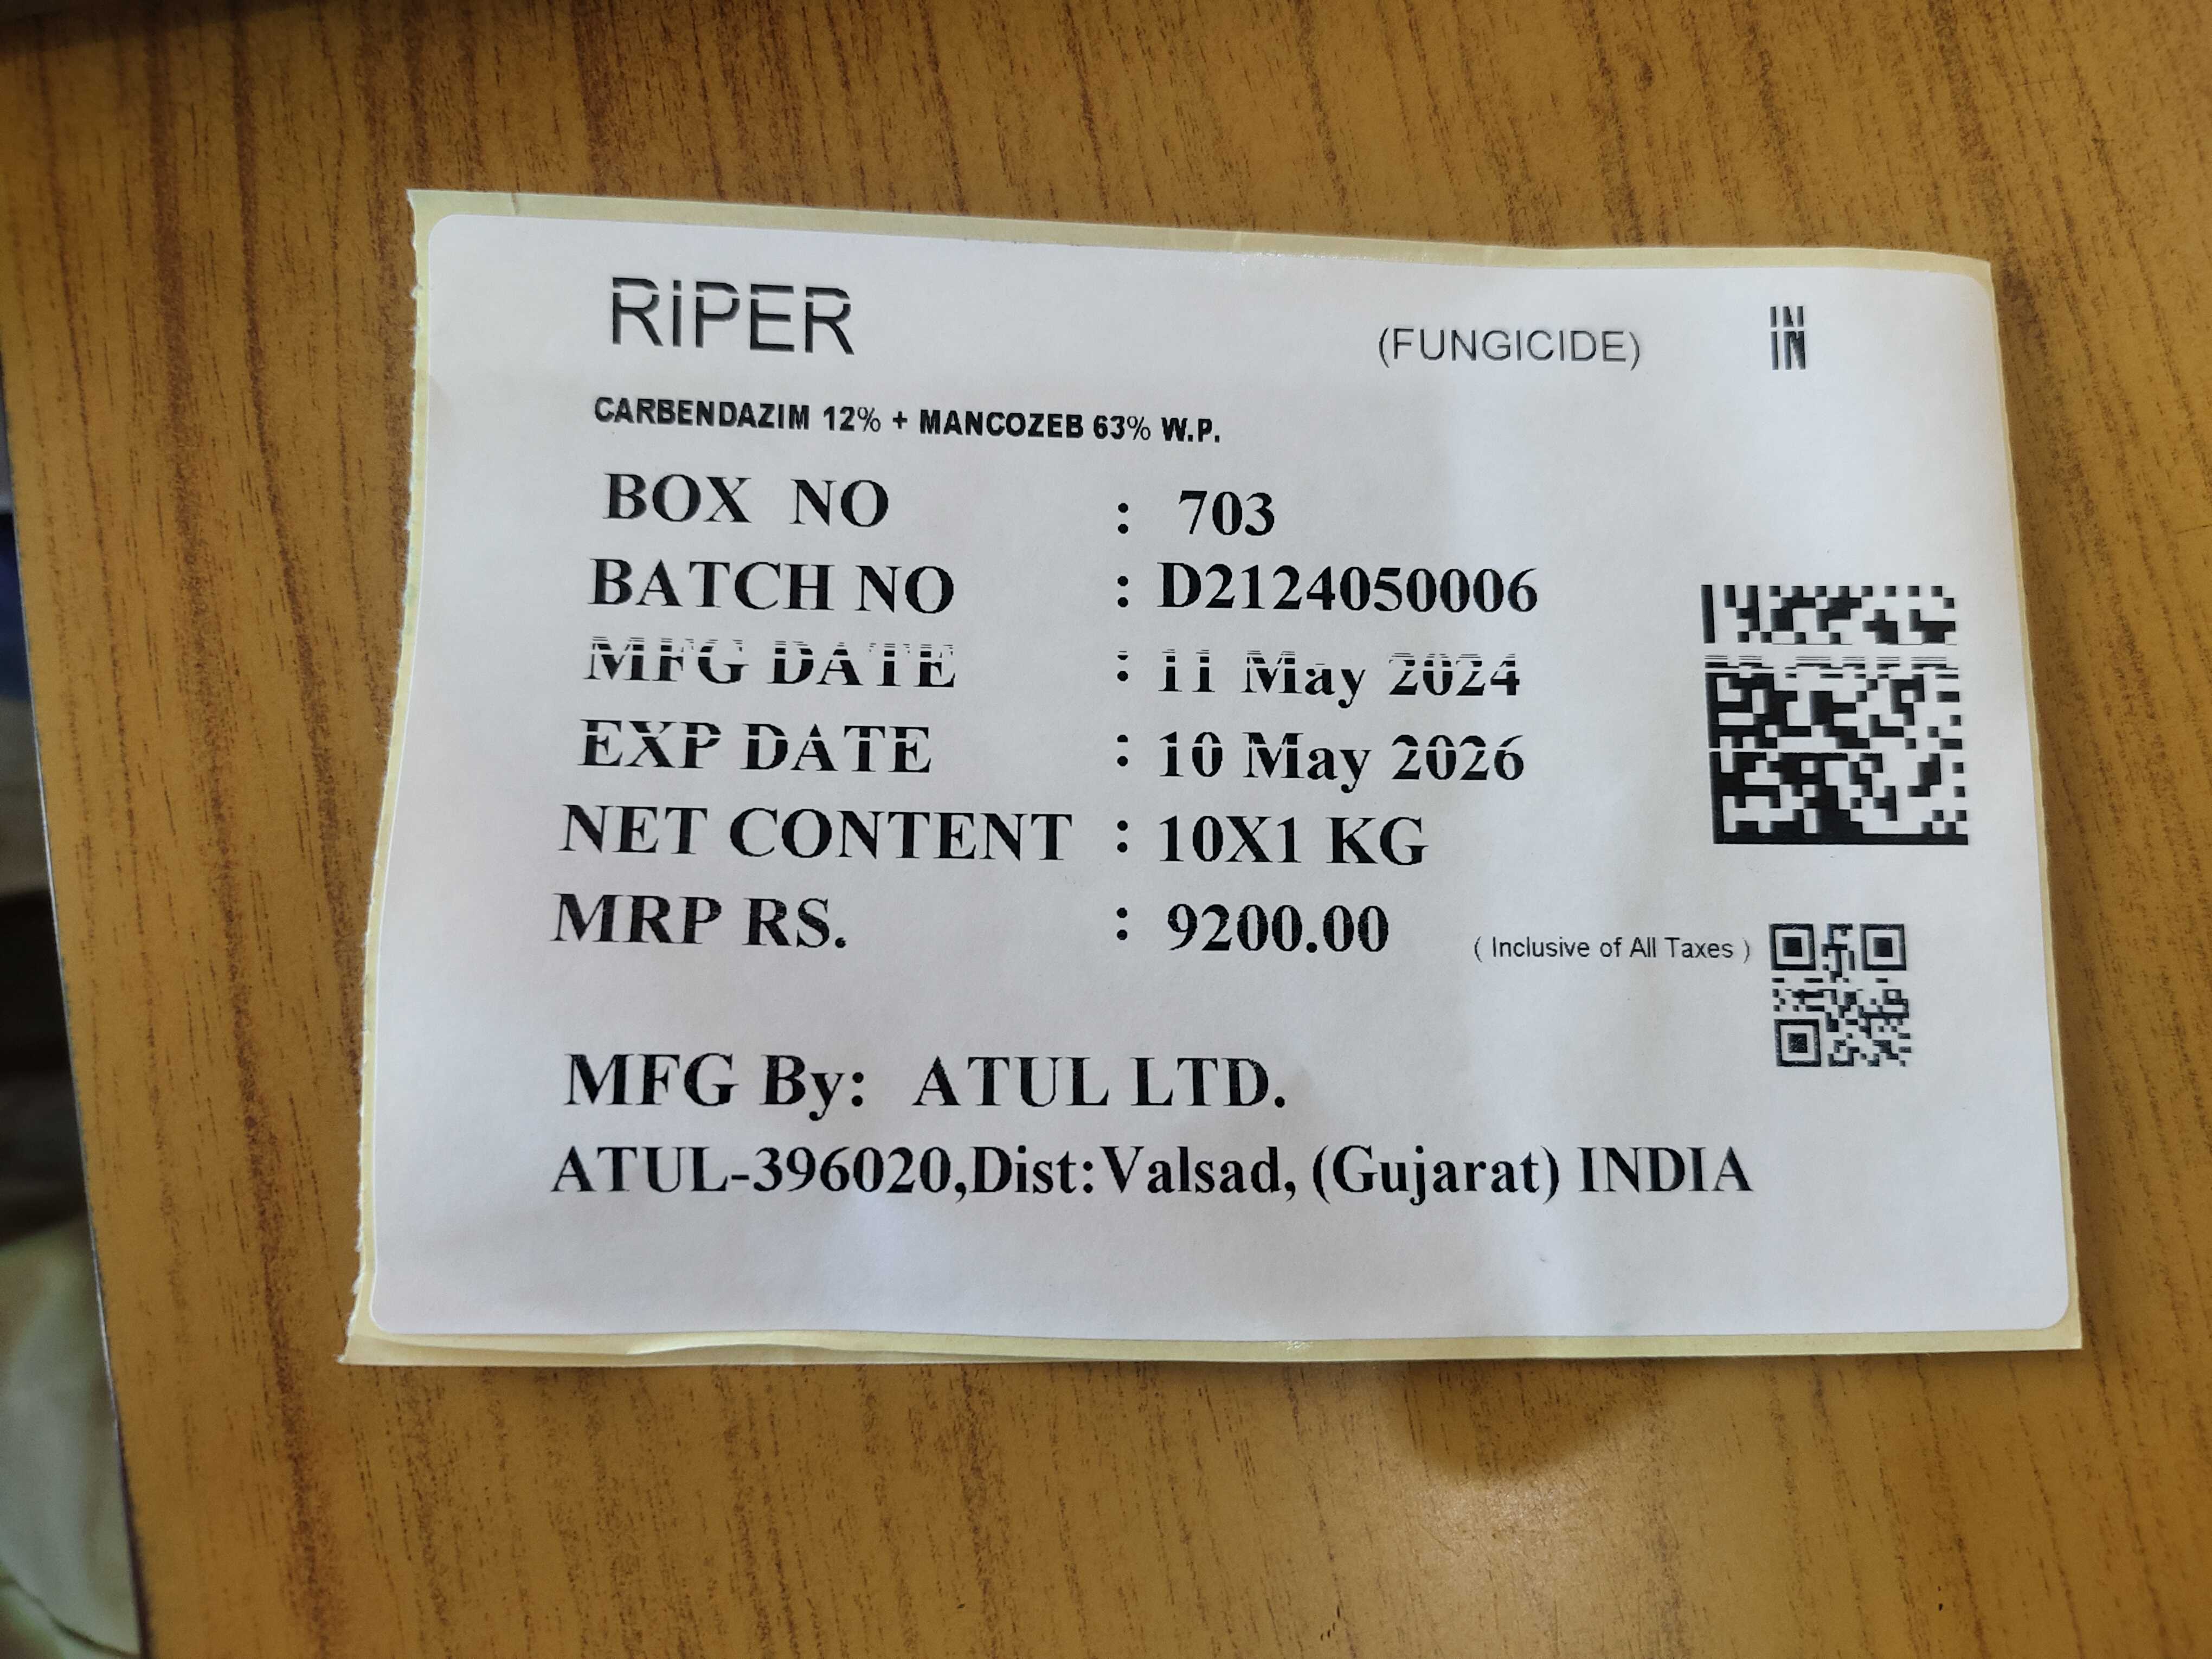 RiPER (FUNGICIDE) IN
CARBENDAZIM 12% + MANCOZEB 63% W.P.
BOX NO : 703
BATCH NO : D2124050006
MFG DATE : 11 May 2024
EXP DATE : 10 May 2026
NET CONTENT : 10X1 KG
MRP RS. : 9200.00 ( Inclusive of All Taxes )
MFG By: ATUL LTD.
ATUL-396020,Dist:Valsad, (Gujarat) INDIA